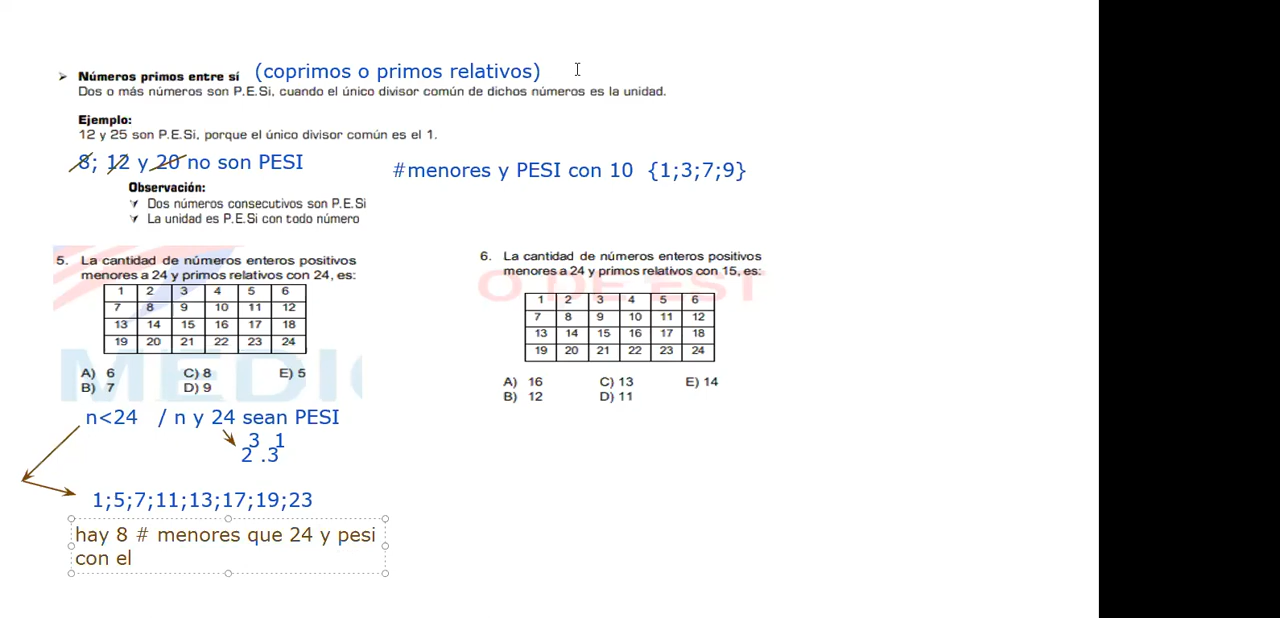 ➢ Números primos entre sí (coprimos o primos relativos)
Dos o más números son P.E.Si, cuando el único divisor común de dichos números es la unidad.
Ejemplo:
12 y 25 son P.E.Si, porque el único divisor común es el 1.
8; 12 y 20 no son PESI
#menores y PESI con 10 {1;3;7;9}
Observación:
Dos números consecutivos son P.E.Si
La unidad es P.E.Si con todo número
5. La cantidad de números enteros positivos
menores a 24 y primos relativos con 24, es:
1 2 3 4 5 6
7 8 9 10 11 12
13 14 15 16 17 18
19 20 21 22 23 24
A) 6 C) 8 E) 5
B) 7 D) 9
n<24 / n y 24 sean PESI
3 1
2 .3
1;5;7;11;13;17;19;23
hay 8 # menores que 24 y pesi
con el
6. La cantidad de números enteros positivos
menores a 24 y primos relativos con 15, es:
1 2 3 4 5 6
7 8 9 10 11 12
13 14 15 16 17 18
19 20 21 22 23 24
A) 16 C) 13 E) 14
B) 12 D) 11
O DE EST
MEDIC